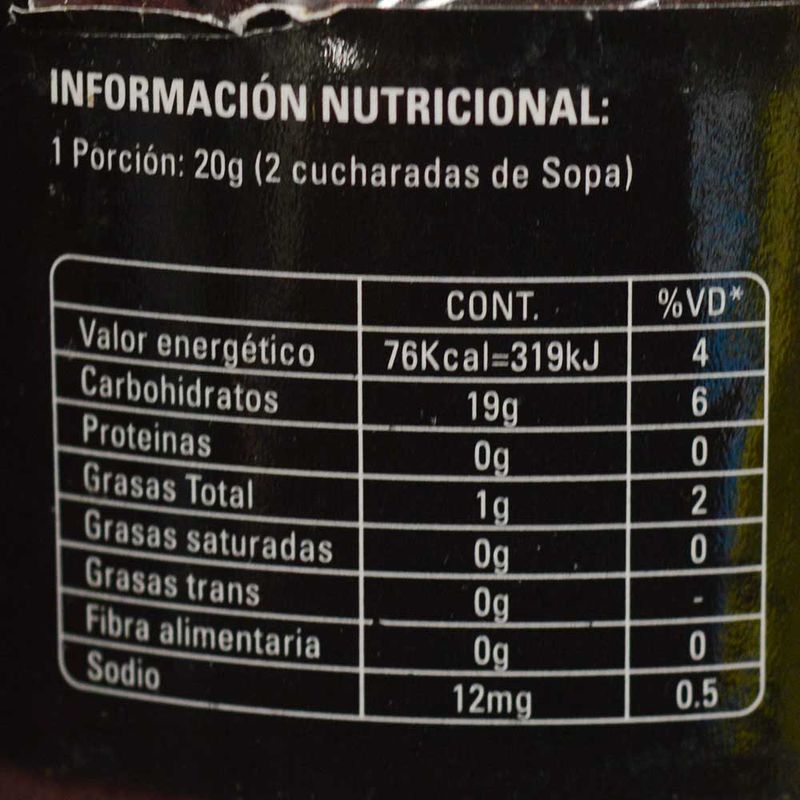 INFORMACIÓN NUTRICIONAL:
1 Porción: 20g (2 cucharadas de Sopa)
CONT. %VD*
Valor energético 76Kcal=319kJ 4
Carbohidratos 19g 6
Proteinas 0g 0
Grasas Total 1g 2
Grasas saturadas 0g 0
Grasas trans 0g -
Fibra alimentaria 0g 0
Sodio 12mg 0.5